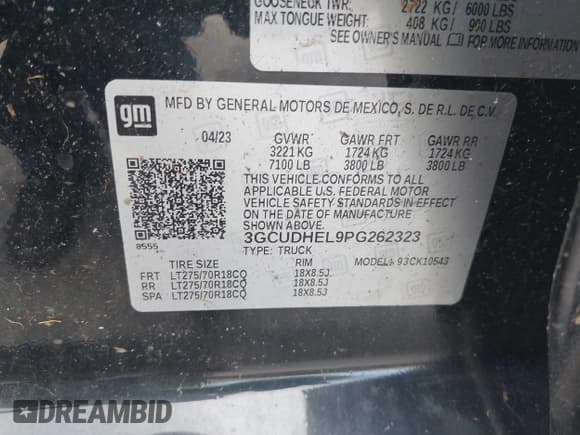 GOOSENECK TWR: 2722 KG/ 6000 LBS
MAX TONGUE WEIGHT: 408 KG/ 900 LBS
SEE OWNER'S MANUAL FOR MORE INFORMATION
gm
MFD BY GENERAL MOTORS DE MEXICO, S. DE R.L. DE C.V.
04/23 GVWR GAWR FRT GAWR RR
3221 KG 1724 KG 1724 KG
7100 LB 3800 LB 3800 LB
THIS VEHICLE CONFORMS TO ALL
APPLICABLE U.S. FEDERAL MOTOR
VEHICLE SAFETY STANDARDS IN EFFECT
ON THE DATE OF MANUFACTURE
SHOWN ABOVE.
3GCUDHEL9PG262323
8555 TYPE: TRUCK MODEL: 93CK10543
TIRE SIZE RIM
FRT LT275/70R18CQ 18X8.5J
RR LT275/70R18CQ 18X8.5J
SPA LT275/70R18CQ 18X8.5J
DREAMBID